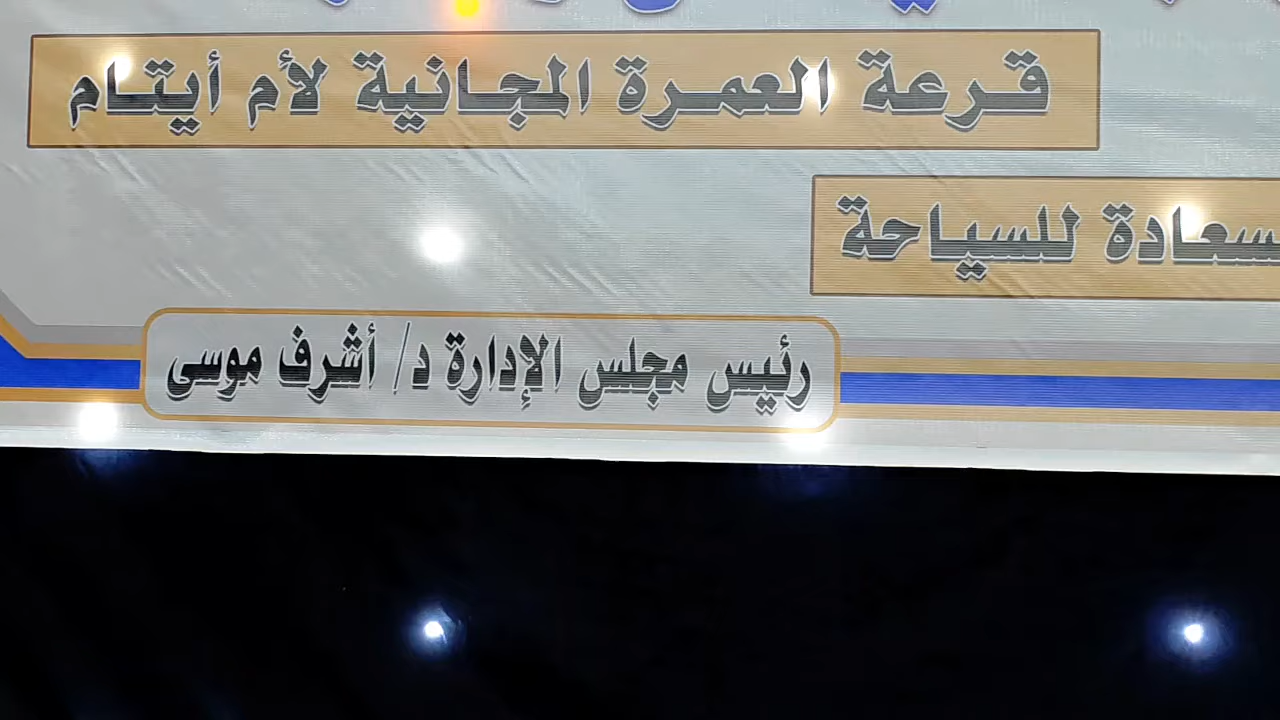 قرعة العمرة المجانية لأم أيتام
سعادة للسياحة
رئيس مجلس الإدارة د/ أشرف موسى